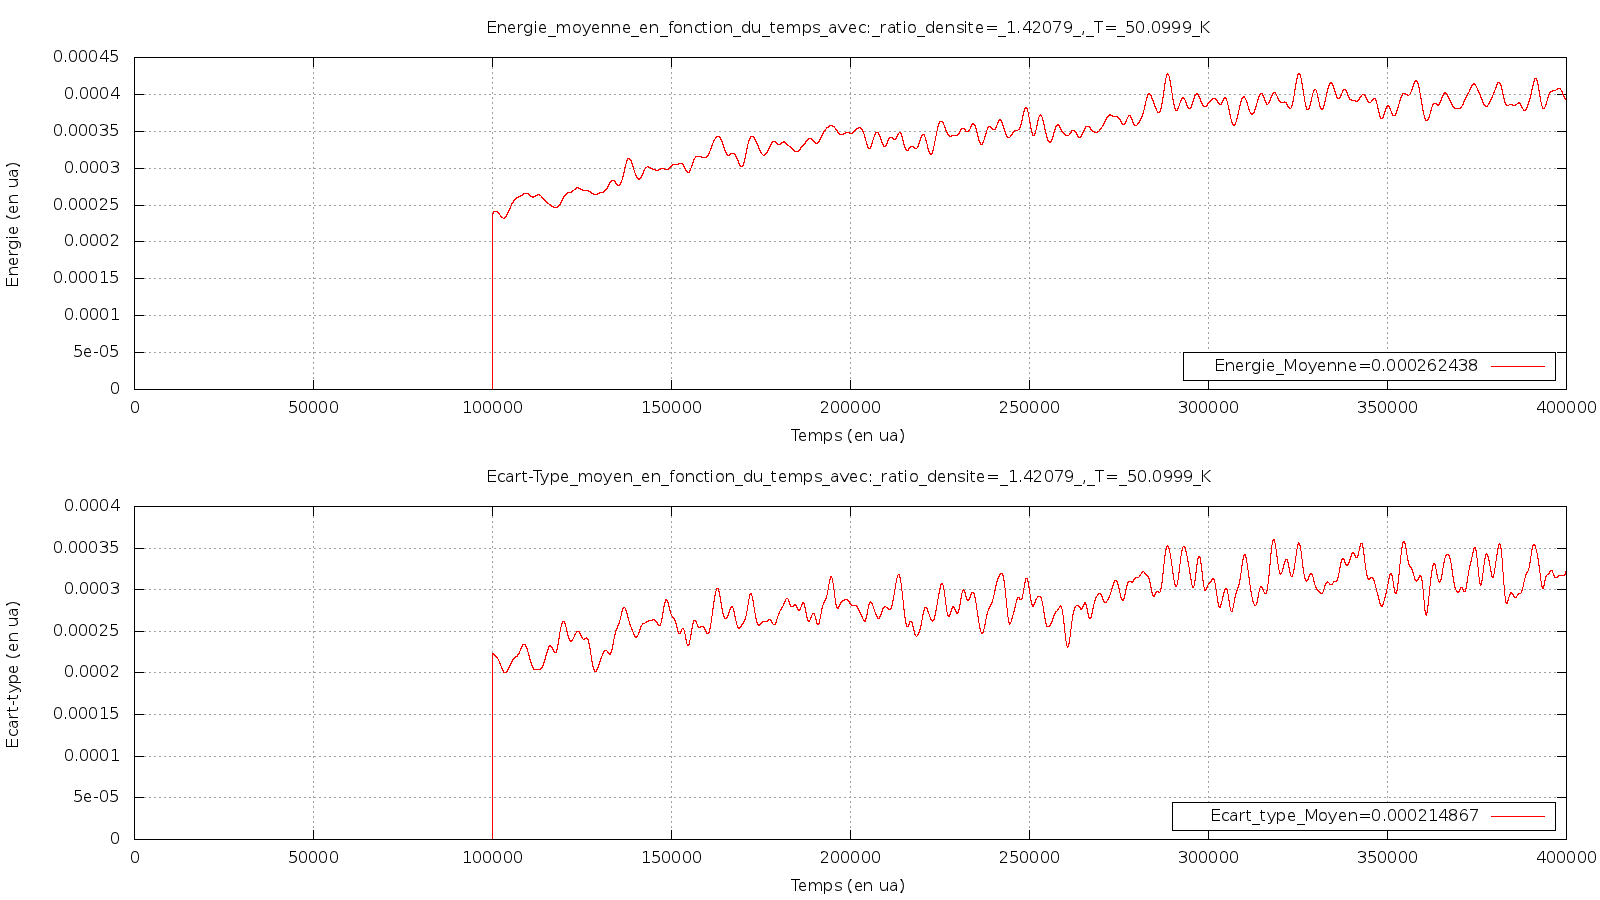 Energie_moyenne_en_fonction_du_temps_avec:_ratio_densite=_1.42079_,_T=_50.0999_K
0.00045
0.0004
0.00035
0.0003
0.00025
0.0002
0.00015
0.0001
5e-05
0
Energie (en ua)
Energie_Moyenne=0.000262438
0 50000 100000 150000 200000 250000 300000 350000 400000
Temps (en ua)
Ecart-Type_moyen_en_fonction_du_temps_avec:_ratio_densite=_1.42079_,_T=_50.0999_K
0.0004
0.00035
0.0003
0.00025
0.0002
0.00015
0.0001
5e-05
0
Ecart-type (en ua)
Ecart_type_Moyen=0.000214867
0 50000 100000 150000 200000 250000 300000 350000 400000
Temps (en ua)